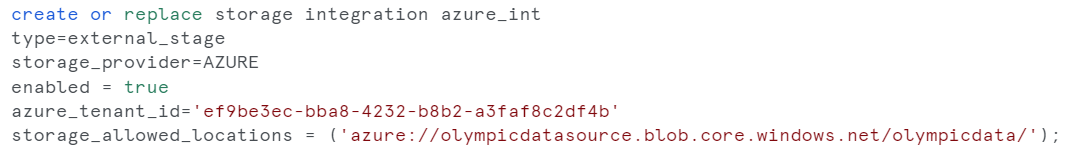 create or replace storage integration azure_int
type=external_stage
storage_provider=AZURE
enabled = true
azure_tenant_id='ef9be3ec-bba8-4232-b8b2-a3faf8c2df4b'
storage_allowed_locations = ('azure://olympicdatasource.blob.core.windows.net/olympicdata/');